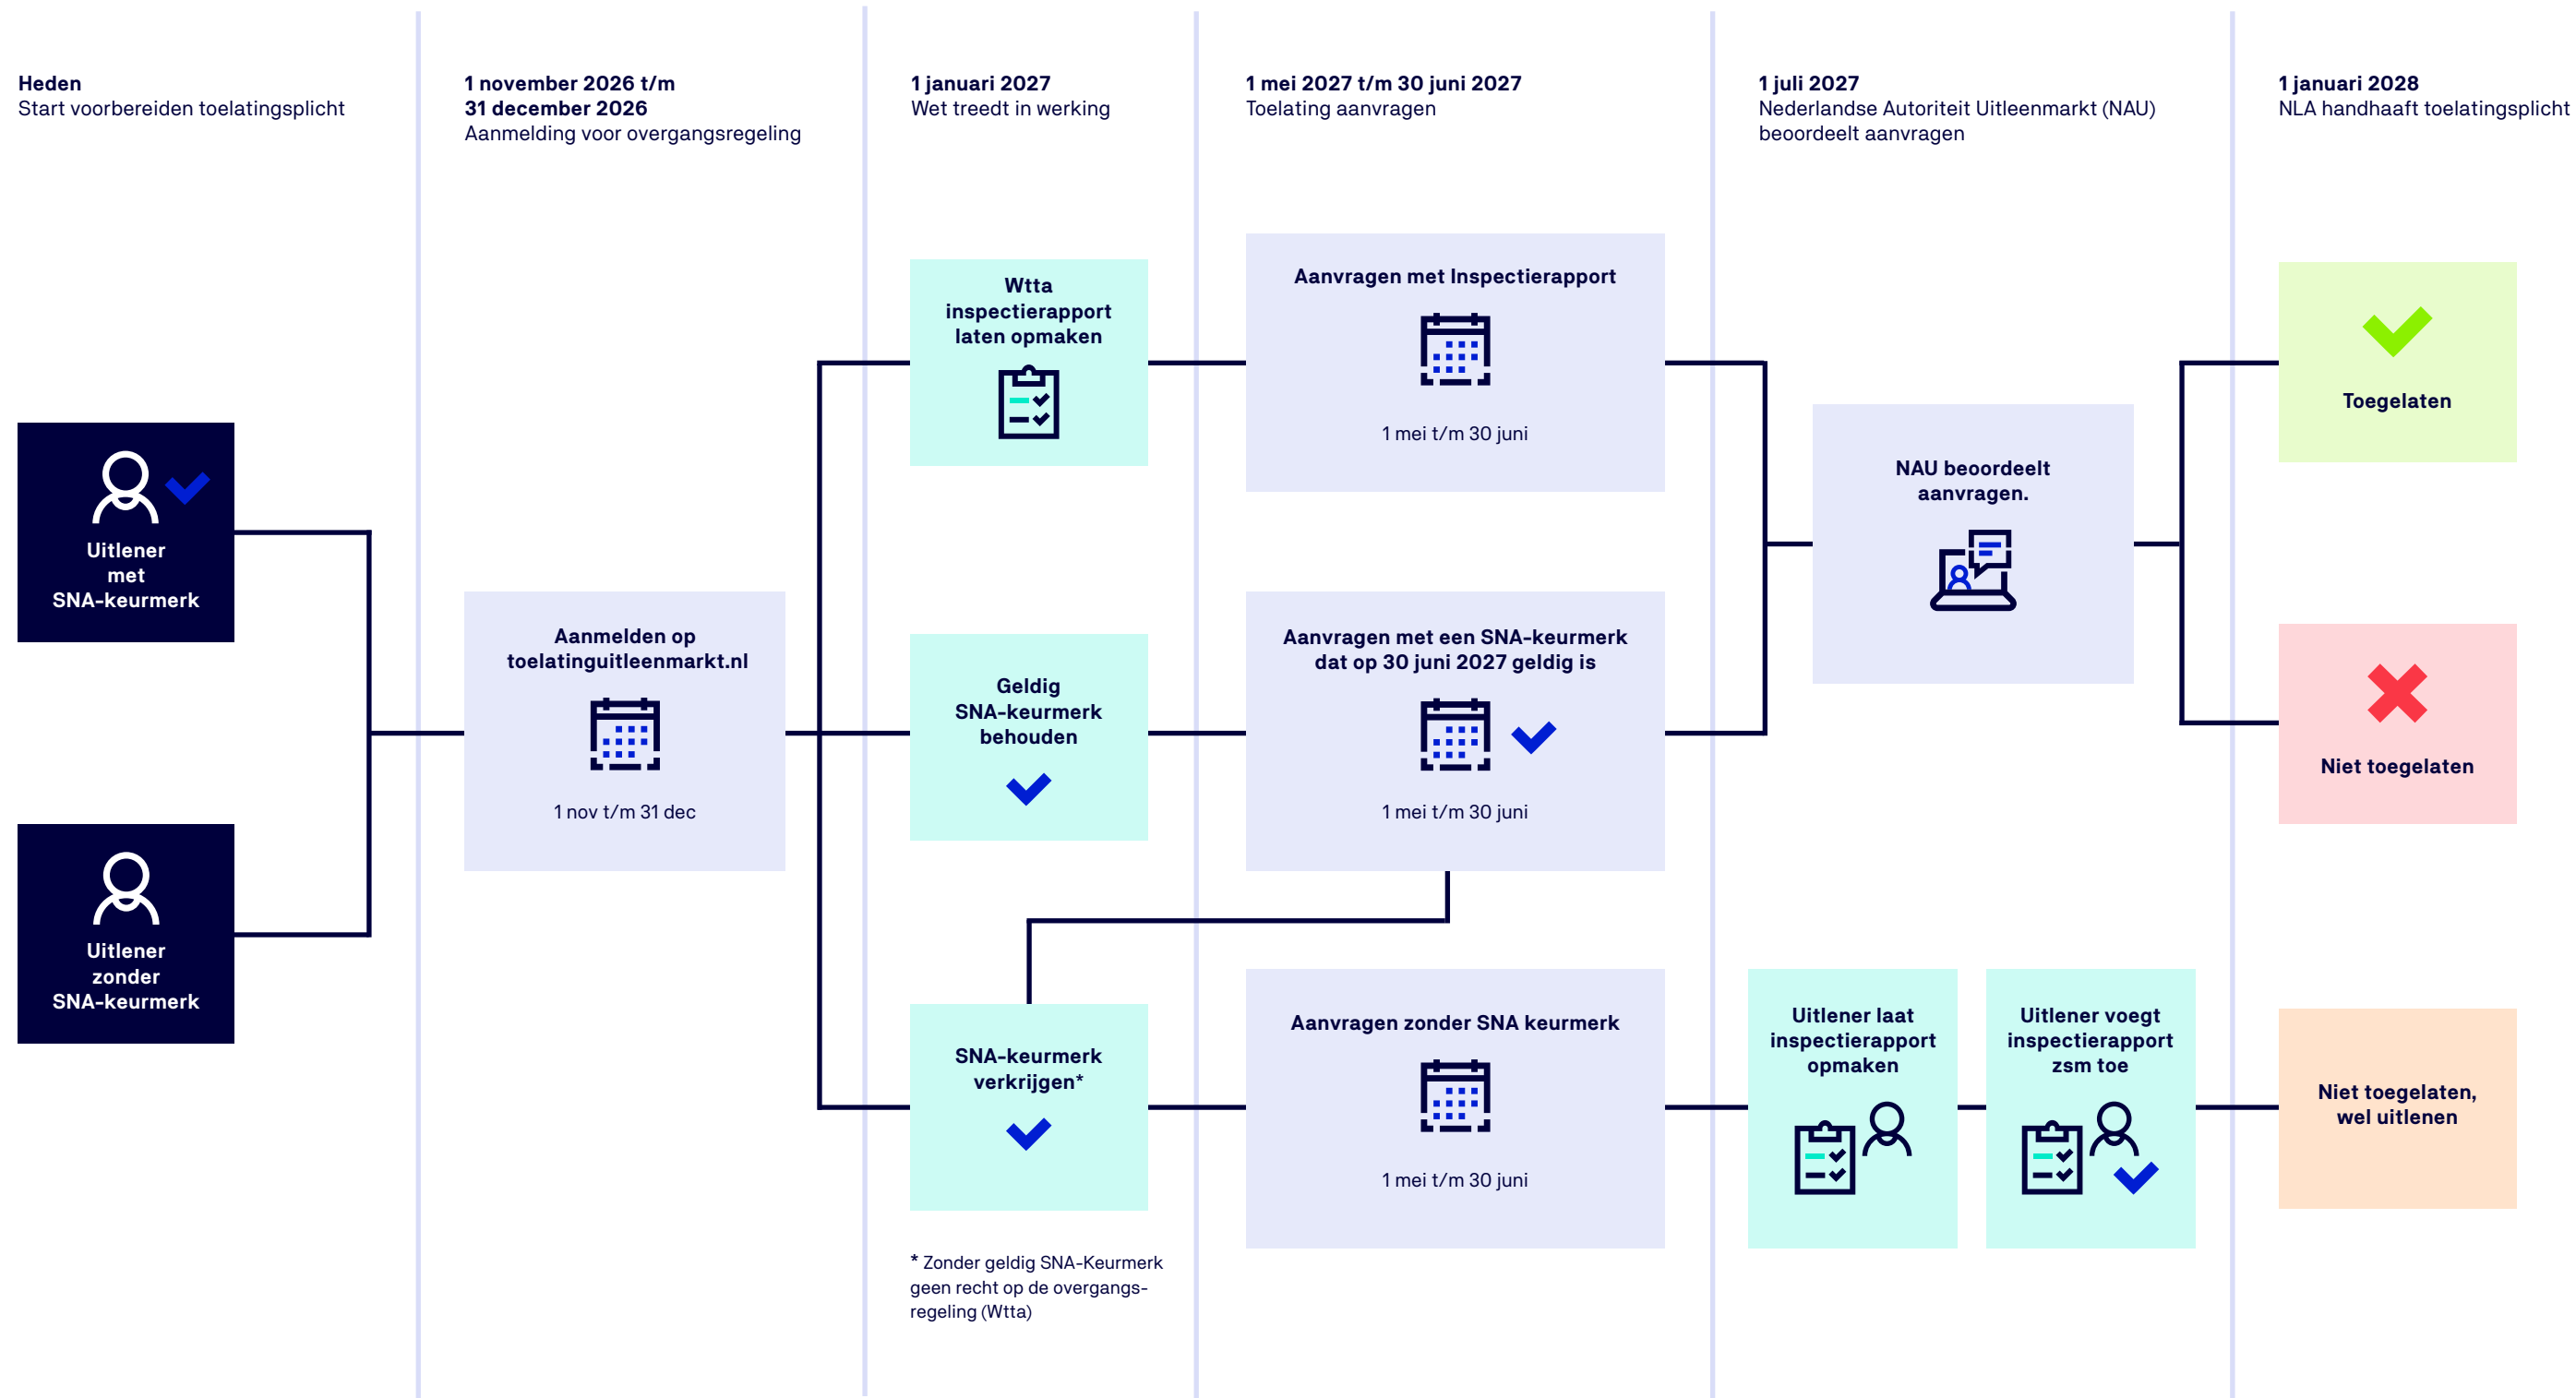 Heden
Start voorbereiden toelatingsplicht
1 november 2026 t/m
31 december 2026
Aanmelding voor overgangsregeling
1 januari 2027
Wet treedt in werking
1 mei 2027 t/m 30 juni 2027
Toelating aanvragen
1 juli 2027
Nederlandse Autoriteit Uitleenmarkt (NAU)
beoordeelt aanvragen
1 januari 2028
NLA handhaaft toelatingsplicht
Uitlener
met
SNA-keurmerk
Uitlener
zonder
SNA-keurmerk
Aanmelden op
toelatinguitleenmarkt.nl
1 nov t/m 31 dec
Wtta
inspectierapport
laten opmaken
Geldig
SNA-keurmerk
behouden
SNA-keurmerk
verkrijgen*
* Zonder geldig SNA-Keurmerk
geen recht op de overgangs-
regeling (Wtta)
Aanvragen met Inspectierapport
1 mei t/m 30 juni
Aanvragen met een SNA-keurmerk
dat op 30 juni 2027 geldig is
1 mei t/m 30 juni
Aanvragen zonder SNA keurmerk
1 mei t/m 30 juni
NAU beoordeelt
aanvragen.
Uitlener laat
inspectierapport
opmaken
Uitlener voegt
inspectierapport
zsm toe
Toegelaten
Niet toegelaten
Niet toegelaten,
wel uitlenen